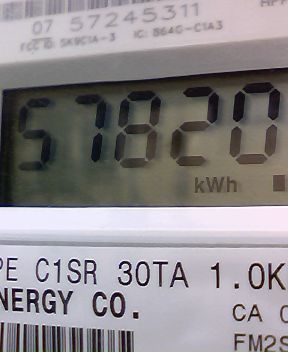 07 57245311
FCC ID: SK9C1A-3 IC: 864G-C1A3
57820
kWh
PE C1SR 30TA 1.0K
NERGY CO.
CA
FM2S